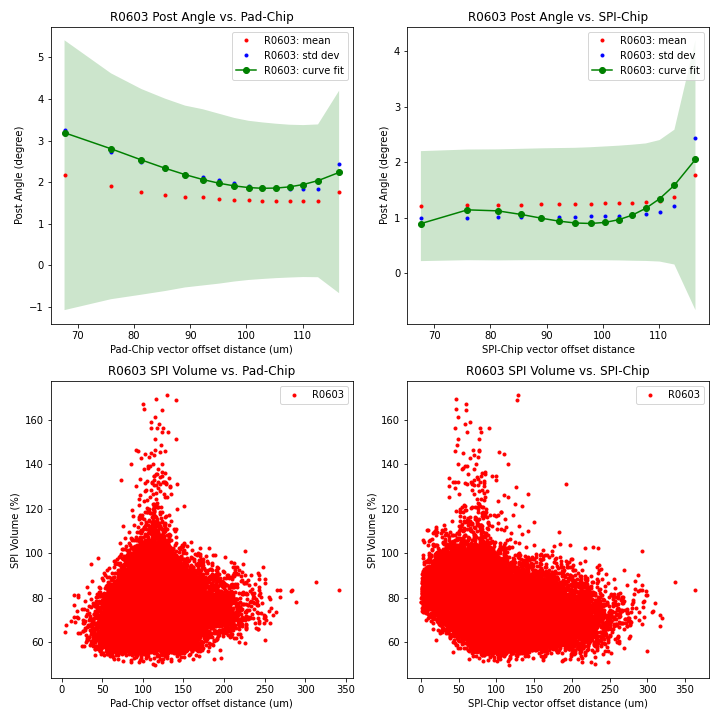 R0603 Post Angle vs. Pad-Chip
R0603: mean
R0603: std dev
R0603: curve fit
Post Angle (degree)
5
4
3
2
1
0
−1
70
80
90
100
110
Pad-Chip vector offset distance (um)
R0603 Post Angle vs. SPI-Chip
R0603: mean
R0603: std dev
R0603: curve fit
Post Angle (degree)
4
3
2
1
0
70
80
90
100
110
SPI-Chip vector offset distance
R0603 SPI Volume vs. Pad-Chip
R0603
SPI Volume (%)
160
140
120
100
80
60
0
50
100
150
200
250
300
350
Pad-Chip vector offset distance (um)
R0603 SPI Volume vs. SPI-Chip
R0603
SPI Volume (%)
160
140
120
100
80
60
0
50
100
150
200
250
300
350
SPI-Chip vector offset distance (um)